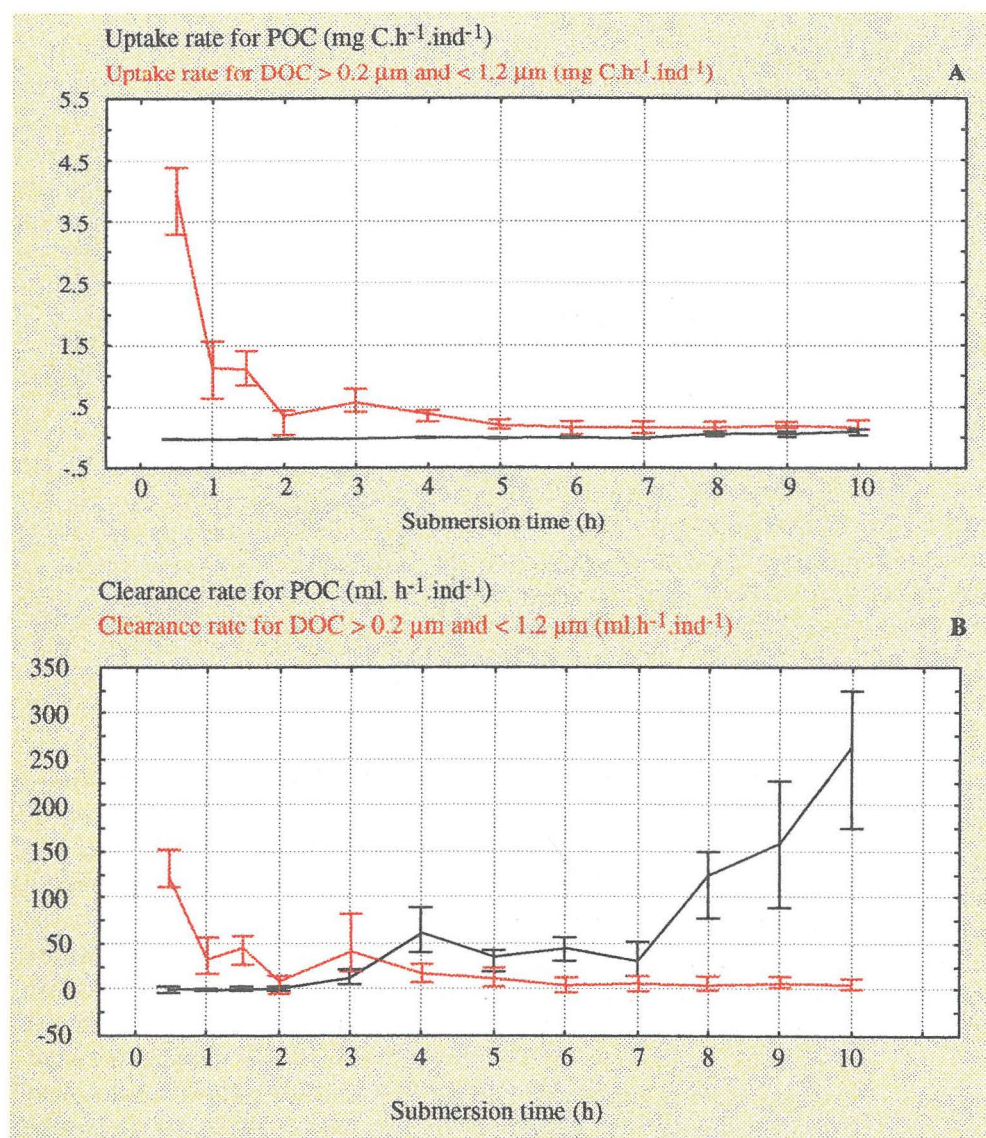 Uptake rate for POC (mg C.h-1.ind-1)
Uptake rate for DOC > 0.2 µm and < 1.2 µm (mg C.h-1.ind-1) A
5.5
4.5
3.5
2.5
1.5
.5
-.5
0 1 2 3 4 5 6 7 8 9 10
Submersion time (h)
Clearance rate for POC (ml. h-1.ind-1)
Clearance rate for DOC > 0.2 µm and < 1.2 µm (ml.h-1.ind-1) B
350
300
250
200
150
100
50
0
-50
0 1 2 3 4 5 6 7 8 9 10
Submersion time (h)